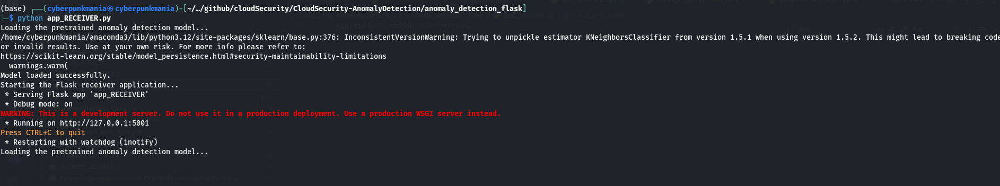 (base) ┌──(cyberpunkmania㉿cyberpunkmania)-[~/…/github/cloudSecurity/CloudSecurity-AnomalyDetection/anomaly_detection_flask]
└─$ python app_RECEIVER.py
Loading the pretrained anomaly detection model...
/home/cyberpunkmania/anaconda3/lib/python3.12/site-packages/sklearn/base.py:376: InconsistentVersionWarning: Trying to unpickle estimator KNeighborsClassifier from version 1.5.1 when using version 1.5.2. This might lead to breaking code
or invalid results. Use at your own risk. For more info please refer to:
https://scikit-learn.org/stable/model_persistence.html#security-maintainability-limitations
  warnings.warn(
Model loaded successfully.
Starting the Flask receiver application...
 * Serving Flask app 'app_RECEIVER'
 * Debug mode: on
WARNING: This is a development server. Do not use it in a production deployment. Use a production WSGI server instead.
 * Running on http://127.0.0.1:5001
Press CTRL+C to quit
 * Restarting with watchdog (inotify)
Loading the pretrained anomaly detection model...